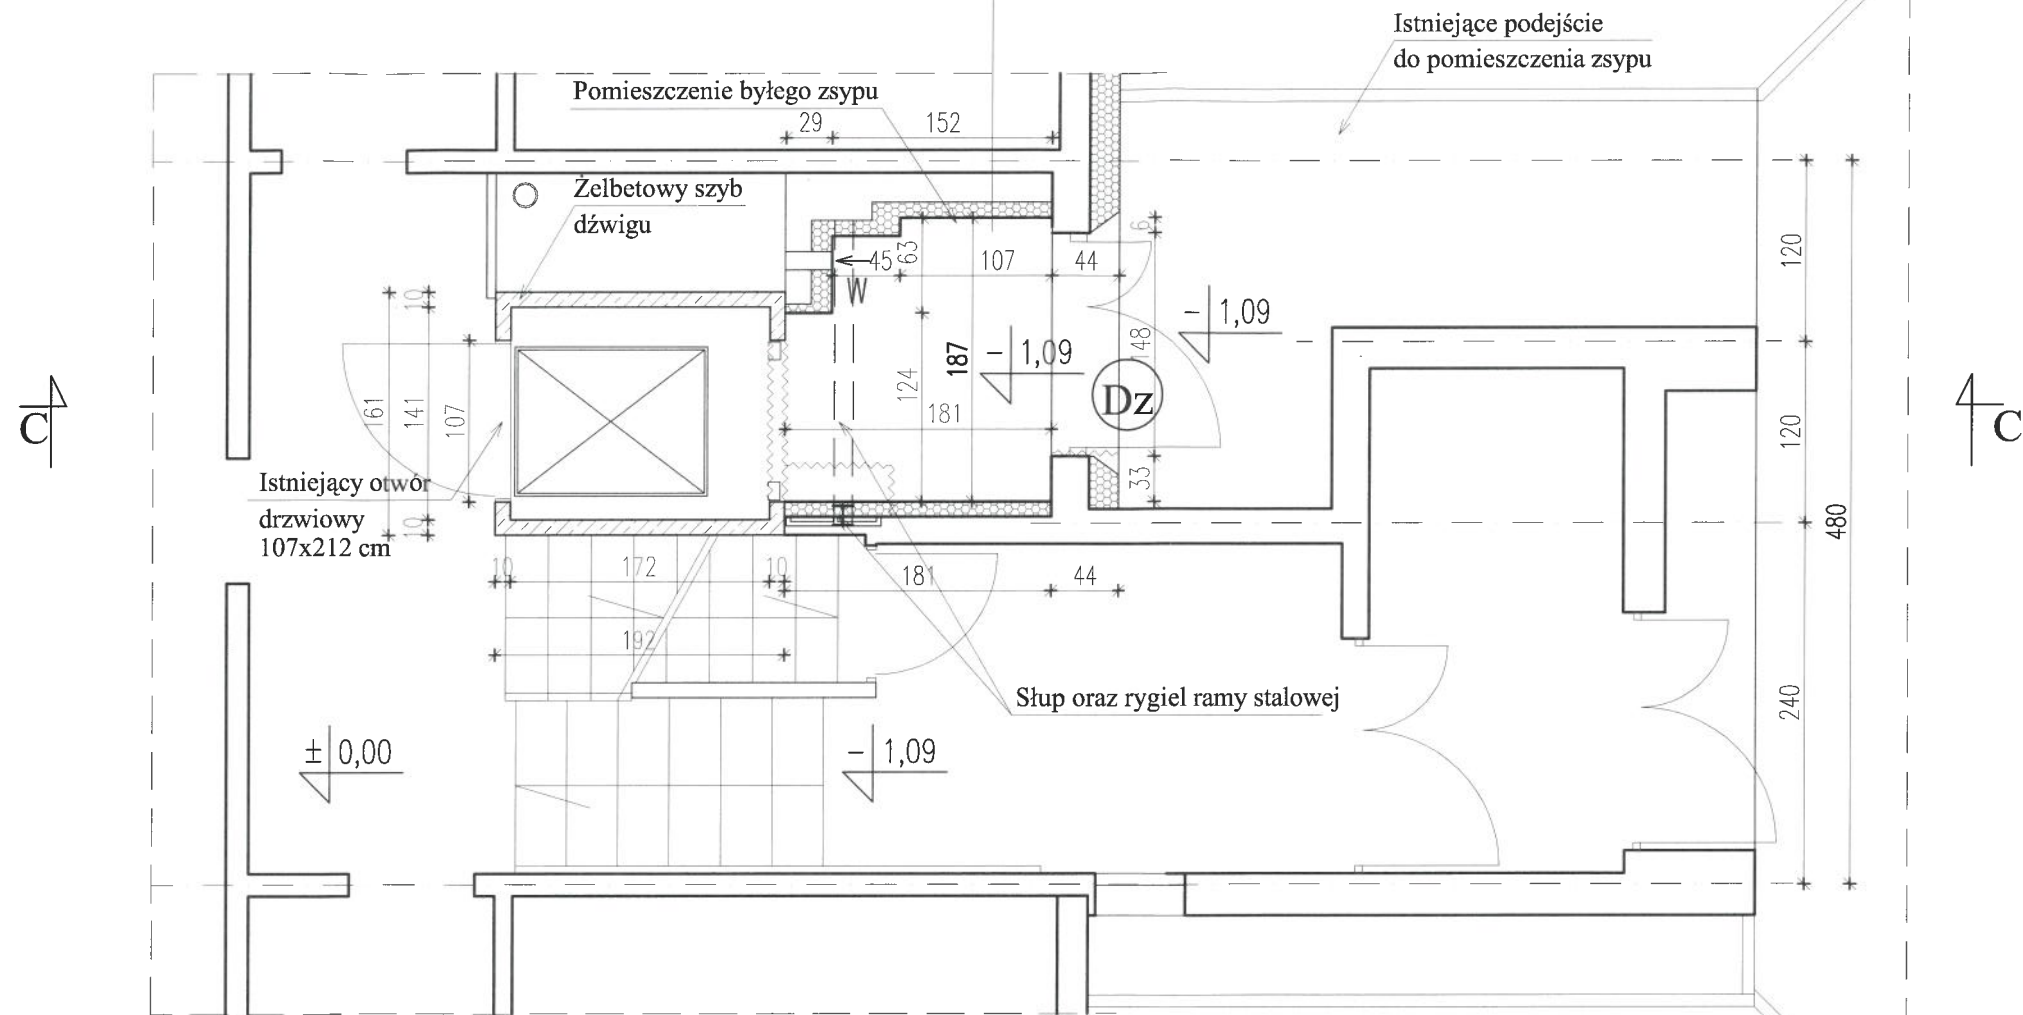 Istniejące podejście
do pomieszczenia zsypu
Pomieszczenie byłego zsypu
29
152
Żelbetowy szyb
dźwigu
6
45
63
107
44
120
W
- 1,09
148
- 1,09
187
124
181
Dz
161
141
107
10
10
C
C
120
Istniejący otwór
drzwiowy
107x212 cm
33
480
10
172
10
181
44
192
Słup oraz rygiel ramy stalowej
240
± 0,00
- 1,09